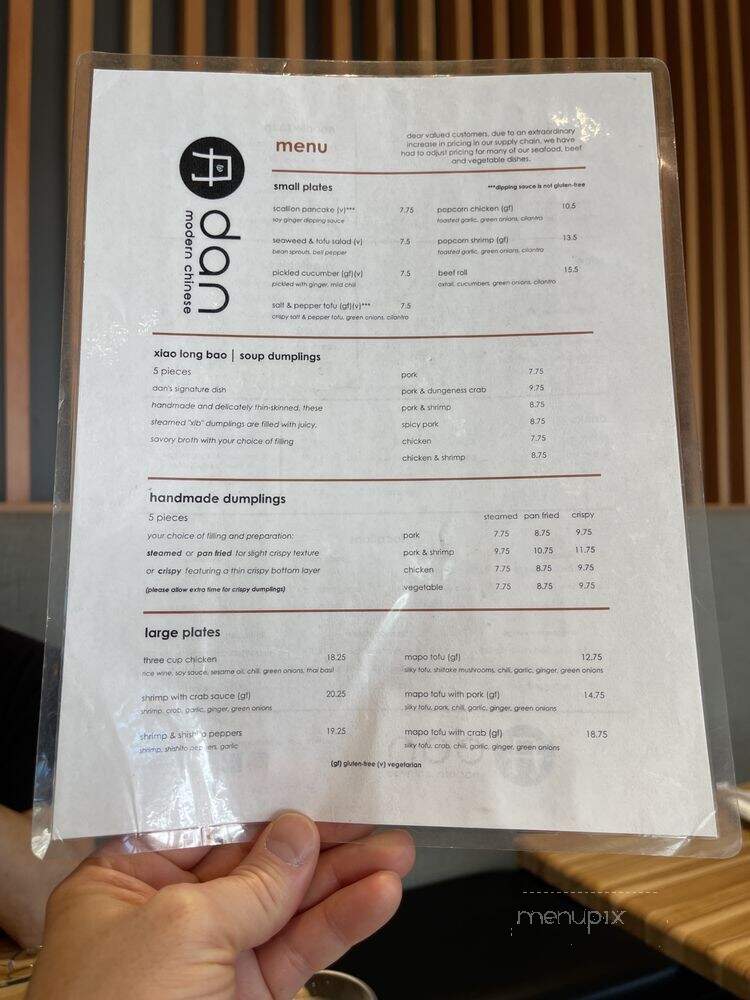 menu
dear valued customers, due to an extraordinary
increase in pricing in our supply chain, we have
had to adjust pricing for many of our seafood, beef
and vegetable dishes.
dan
modern chinese
small plates
***dipping sauce is not gluten-free
scallion pancake (v)*** 7.75
soy ginger dipping sauce
seaweed & tofu salad (v) 7.5
bean sprouts, bell pepper
pickled cucumber (gf)(v) 7.5
pickled with ginger, mild chili
salt & pepper tofu (gf)(v)*** 7.5
crispy salt & pepper tofu, green onions, cilantro
popcorn chicken (gf) 10.5
toasted garlic, green onions, cilantro
popcorn shrimp (gf) 13.5
toasted garlic, green onions, cilantro
beef roll 15.5
oxtail, cucumbers, green onions, cilantro
xiao long bao | soup dumplings
5 pieces
dan's signature dish
handmade and delicately thin-skinned, these
steamed "xlb" dumplings are filled with juicy,
savory broth with your choice of filling
pork 7.75
pork & dungeness crab 9.75
pork & shrimp 8.75
spicy pork 8.75
chicken 7.75
chicken & shrimp 8.75
handmade dumplings
5 pieces
your choice of filling and preparation:
steamed or pan fried for slight crispy texture
or crispy featuring a thin crispy bottom layer
(please allow extra time for crispy dumplings)
steamed pan fried crispy
pork 7.75 8.75 9.75
pork & shrimp 9.75 10.75 11.75
chicken 7.75 8.75 9.75
vegetable 7.75 8.75 9.75
large plates
three cup chicken 18.25
rice wine, soy sauce, sesame oil, chili, green onions, thai basil
shrimp with crab sauce (gf) 20.25
shrimp, crab, garlic, ginger, green onions
shrimp & shishito peppers 19.25
shrimp, shishito peppers, garlic
mapo tofu (gf) 12.75
silky tofu, shiitake mushrooms, chili, garlic, ginger, green onions
mapo tofu with pork (gf) 14.75
silky tofu, pork, chili, garlic, ginger, green onions
mapo tofu with crab (gf) 18.75
silky tofu, crab, chili, garlic, ginger, green onions
(gf) gluten-free (v) vegetarian
menupix